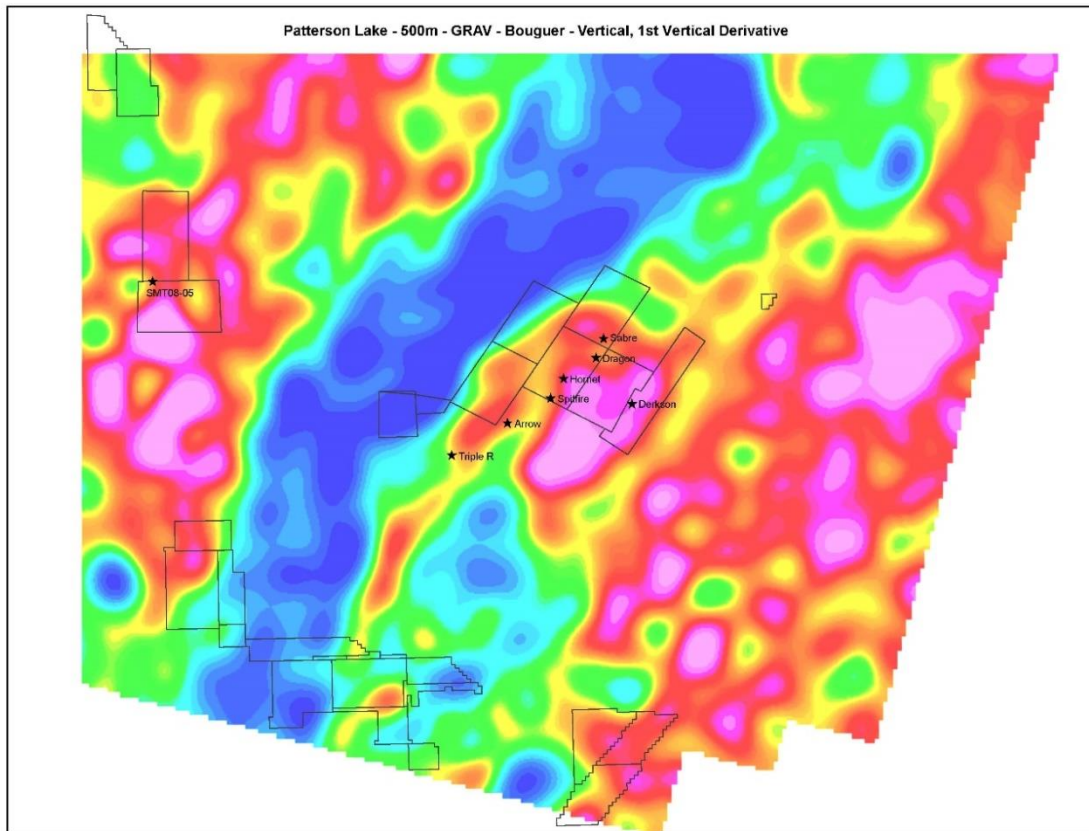 Patterson Lake - 500m - GRAV - Bouguer - Vertical, 1st Vertical Derivative
SMT08-05
Sabre
Dragon
Hornet
Spitfire
Derkson
Arrow
Triple R